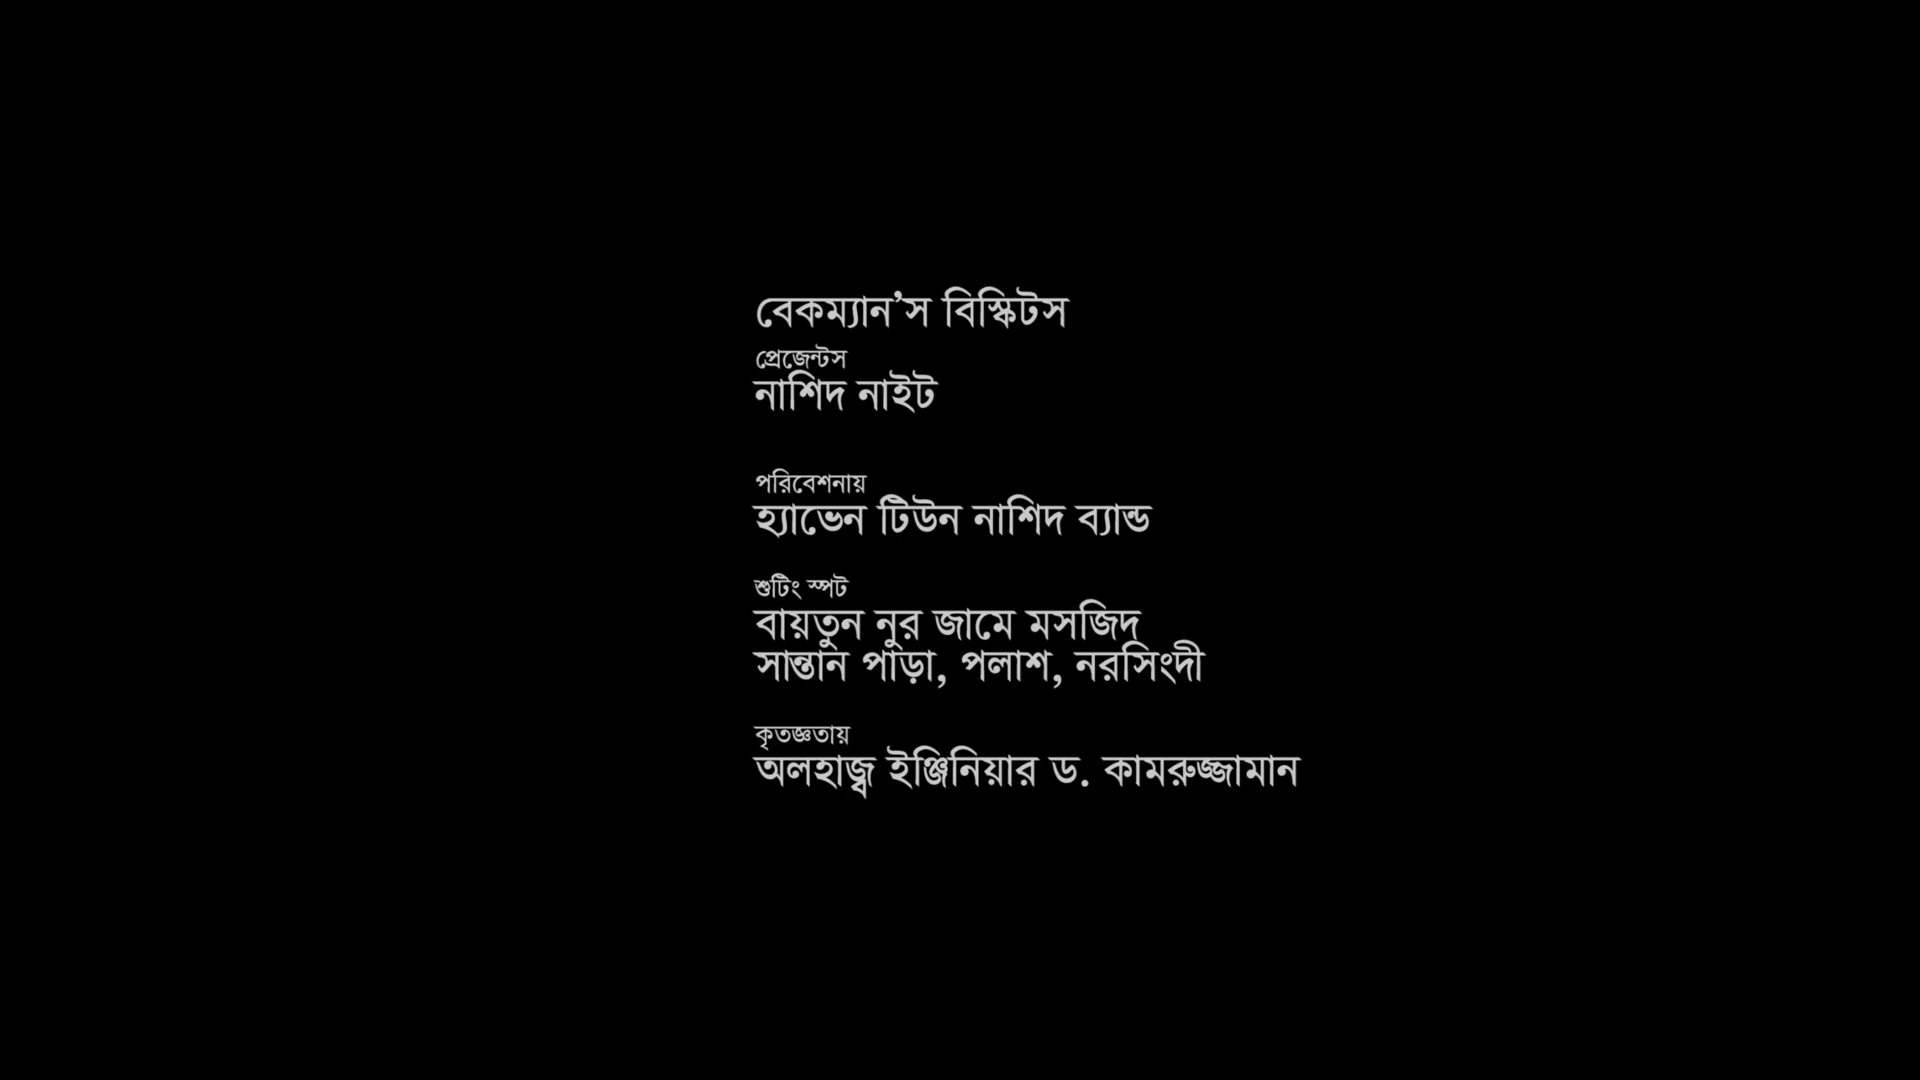 বেকম্যান’স বিস্কিটস
প্রেজেন্টস
নাশিদ নাইট
পরিবেশনায়
হ্যাভেন টিউন নাশিদ ব্যান্ড
শুটিং স্পট
বায়তুন নুর জামে মসজিদ
সান্তান পাড়া, পলাশ, নরসিংদী
কৃতজ্ঞতায়
অলহাজ্ব ইঞ্জিনিয়ার ড. কামরুজ্জামান